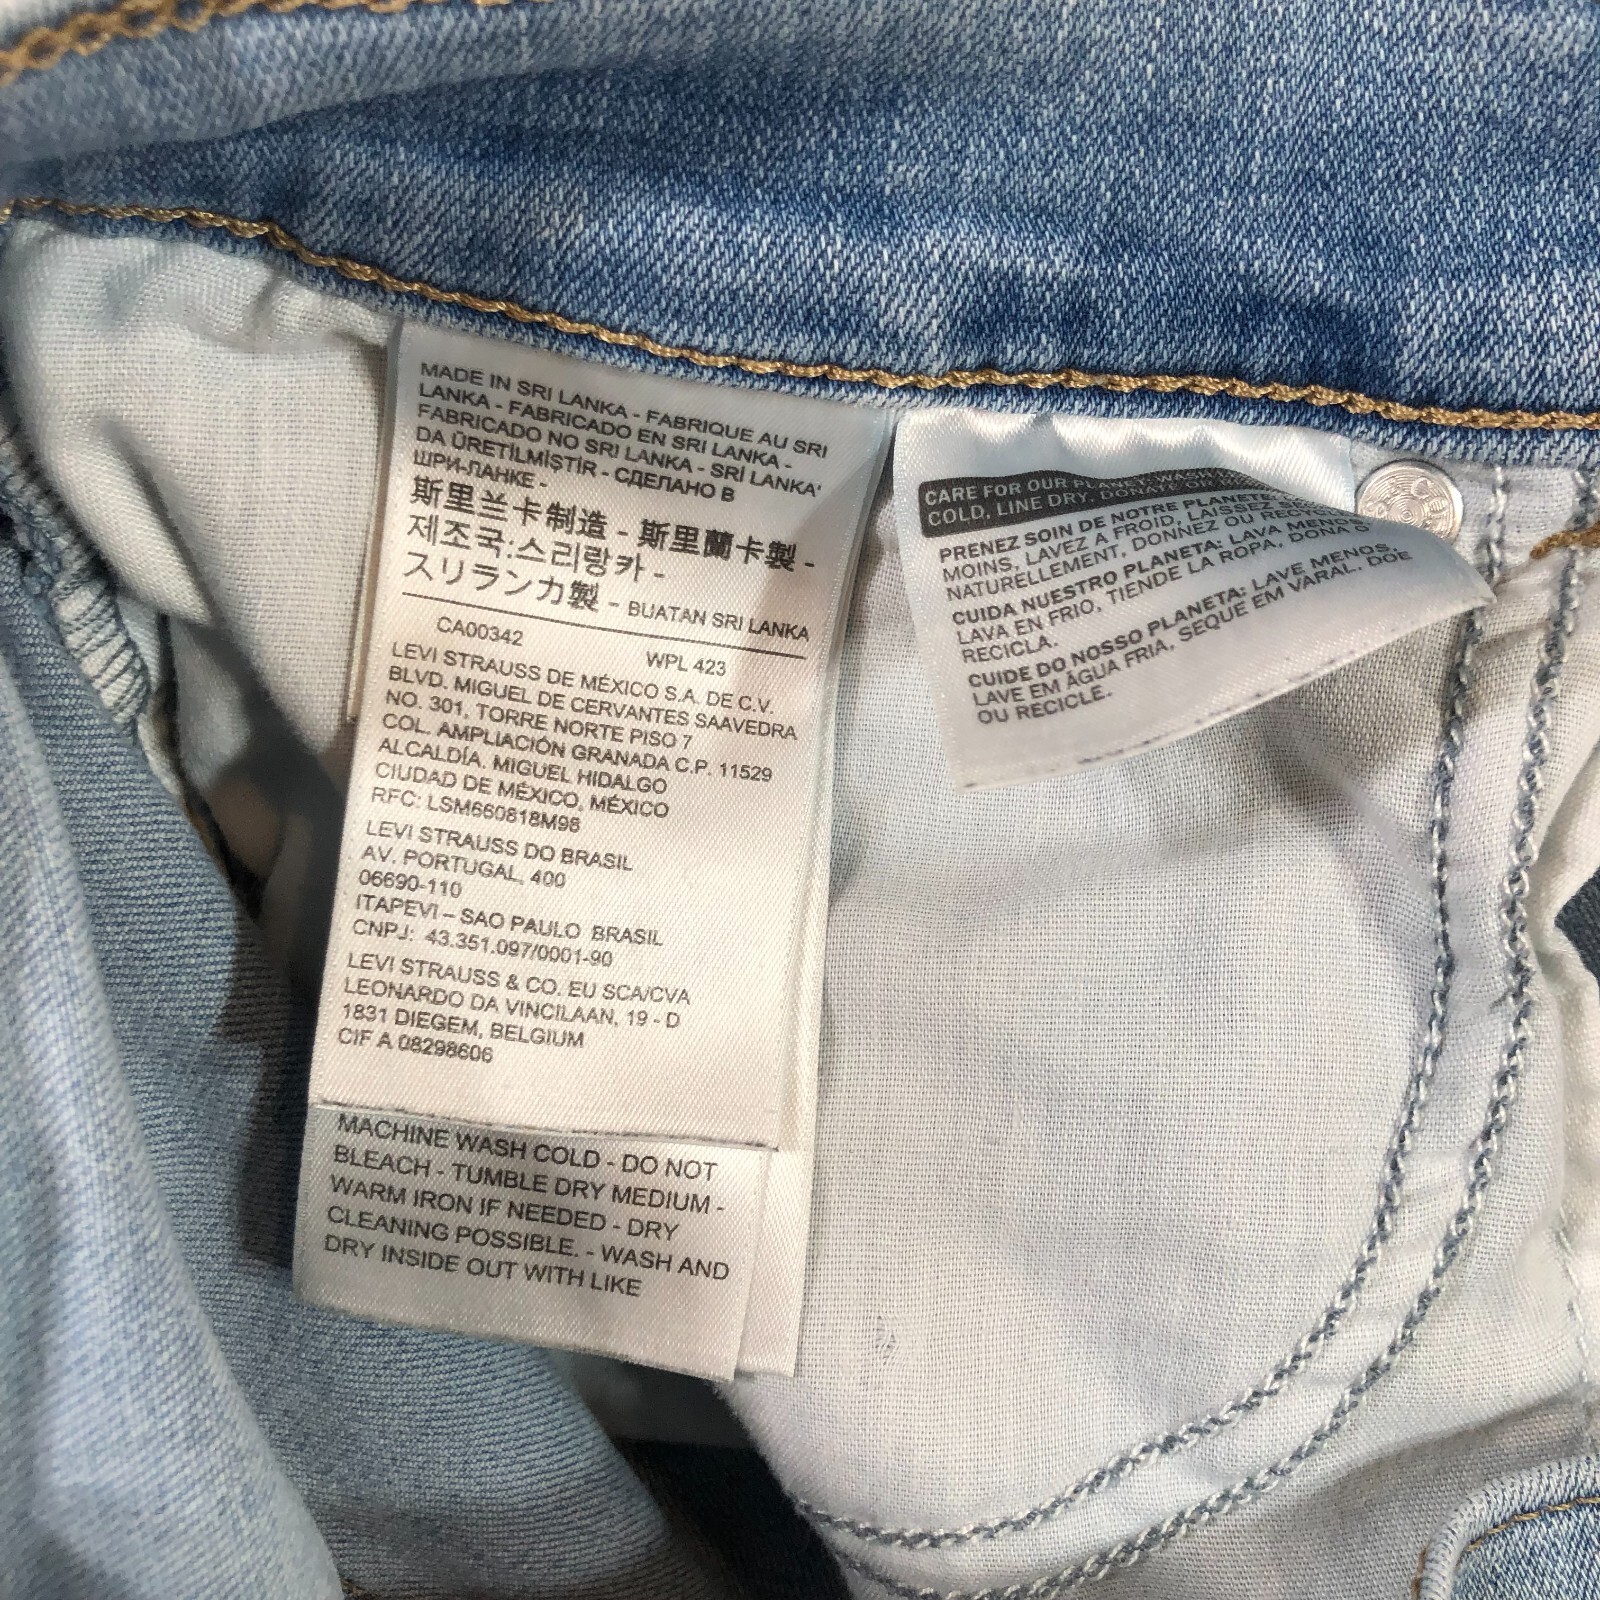 MADE IN SRI LANKA - FABRIQUE AU SRI
LANKA - FABRICADO EN SRI LANKA -
FABRICADO NO SRI LANKA - SRİ LANKA'
DA ÜRETİLMİŞTİR - СДЕЛАНО В
ШРИ-ЛАНКЕ -
斯里兰卡制造 - 斯里蘭卡製 -
제조국:스리랑카 -
スリランカ製 - BUATAN SRI LANKA
CA00342 WPL 423
LEVI STRAUSS DE MÉXICO S.A. DE C.V.
BLVD. MIGUEL DE CERVANTES SAAVEDRA
NO. 301, TORRE NORTE PISO 7
COL. AMPLIACIÓN GRANADA C.P. 11529
ALCALDÍA. MIGUEL HIDALGO
CIUDAD DE MÉXICO, MÉXICO
RFC: LSM660818M98
LEVI STRAUSS DO BRASIL
AV. PORTUGAL, 400
06690-110
ITAPEVI – SAO PAULO BRASIL
CNPJ: 43.351.097/0001-90
LEVI STRAUSS & CO. EU SCA/CVA
LEONARDO DA VINCILAAN, 19 - D
1831 DIEGEM, BELGIUM
CIF A 08298606
MACHINE WASH COLD - DO NOT
BLEACH - TUMBLE DRY MEDIUM -
WARM IRON IF NEEDED - DRY
CLEANING POSSIBLE. - WASH AND
DRY INSIDE OUT WITH LIKE
CARE FOR OUR PLANET: WASH
COLD, LINE DRY, DONATE OR
PRENEZ SOIN DE NOTRE PLANÈTE:
MOINS, LAVEZ À FROID, LAISSEZ
NATURELLEMENT, DONNEZ OU
CUIDA NUESTRO PLANETA: LAVA MENOS,
LAVA EN FRIO, TIENDE LA ROPA, DONA O
RECICLA.
CUIDE DO NOSSO PLANETA: LAVE MENOS,
LAVE EM ÁGUA FRIA, SEQUE EM VARAL. DOE
OU RECICLE.